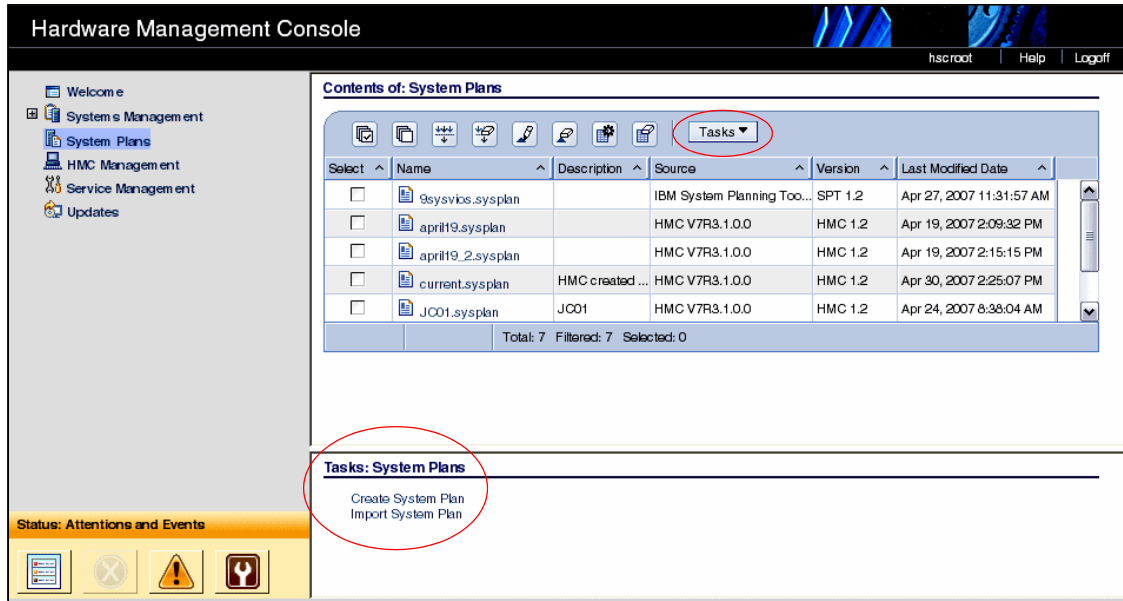 Hardware Management Console
hscroot Help Logoff
Welcome
Systems Management
System Plans
HMC Management
Service Management
Updates
Contents of: System Plans
Tasks
Select Name Description Source Version Last Modified Date
9sysvios.sysplan IBM System Planning Too... SPT 1.2 Apr 27, 2007 11:31:57 AM
april19.sysplan HMC V7R3.1.0.0 HMC 1.2 Apr 19, 2007 2:09:32 PM
april19_2.sysplan HMC V7R3.1.0.0 HMC 1.2 Apr 19, 2007 2:15:15 PM
current.sysplan HMC created ... HMC V7R3.1.0.0 HMC 1.2 Apr 30, 2007 2:25:07 PM
JC01.sysplan JC01 HMC V7R3.1.0.0 HMC 1.2 Apr 24, 2007 8:38:04 AM
Total: 7 Filtered: 7 Selected: 0
Tasks: System Plans
Create System Plan
Import System Plan
Status: Attentions and Events